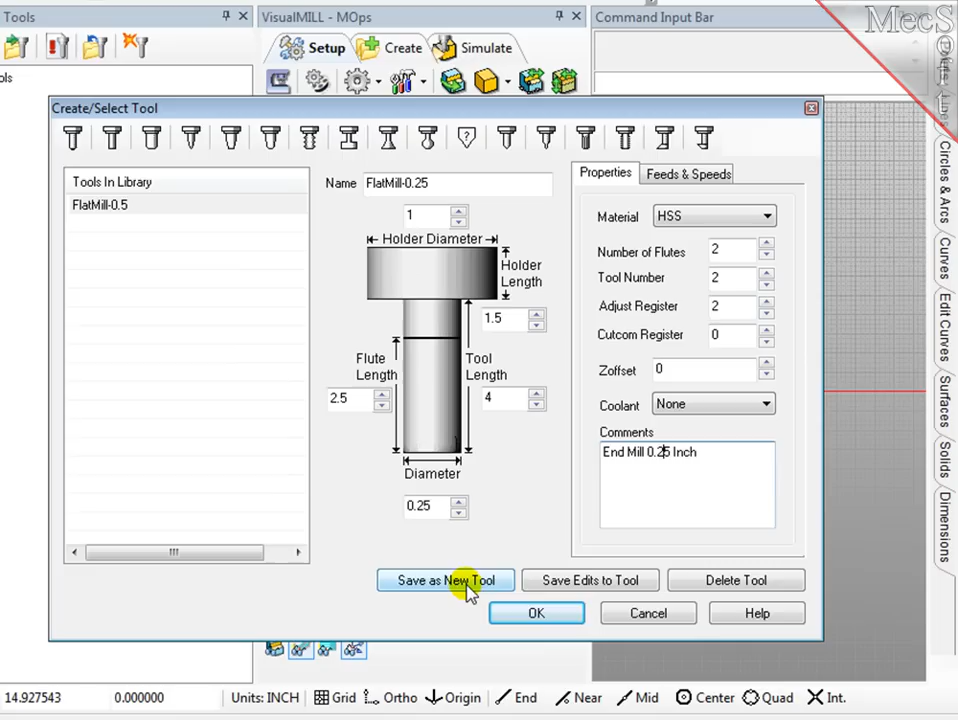 Tools
VisualMILL - MOps
Command Input Bar
MecS
Setup
Create
Simulate
ols
Create/Select Tool
Tools In Library
FlatMill-0.5
Name FlatMill-0.25
1
Holder Diameter
Holder
Length
1.5
Flute
Length
Tool
Length
2.5
4
Diameter
0.25
Properties
Feeds & Speeds
Material HSS
Number of Flutes 2
Tool Number 2
Adjust Register 2
Cutcom Register 0
Zoffset 0
Coolant None
Comments
End Mill 0.25 Inch
Save as New Tool
Save Edits to Tool
Delete Tool
OK
Cancel
Help
Circles & Arcs
Curves
Edit Curves
Surfaces
Solids
Dimensions
14.927543
0.000000
Units: INCH
Grid
Ortho
Origin
End
Near
Mid
Center
Quad
Int.